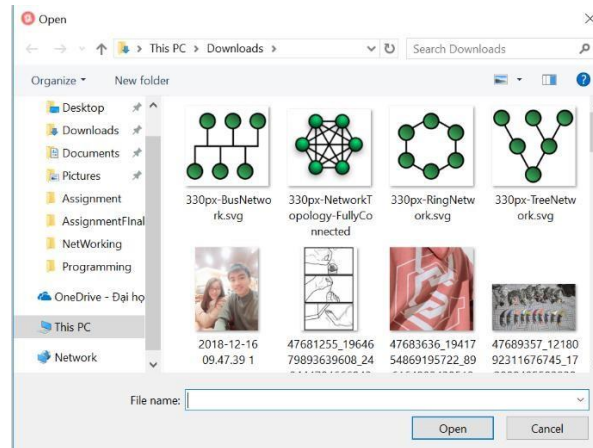 Open
This PC > Downloads >
Search Downloads
Organize
New folder
Desktop
Downloads
Documents
Pictures
Assignment
AssignmentFInal
NetWorking
Programming
OneDrive - Đại họ
This PC
Network
330px-BusNetwo
rk.svg
330px-NetworkT
opology-FullyCo
nnected
330px-RingNetw
ork.svg
330px-TreeNetw
ork.svg
2018-12-16
09.47.39 1
47681255_19646
79893639608_24
47683636_19417
54869195722_89
47689357_12180
92311676745_17
File name:
Open
Cancel